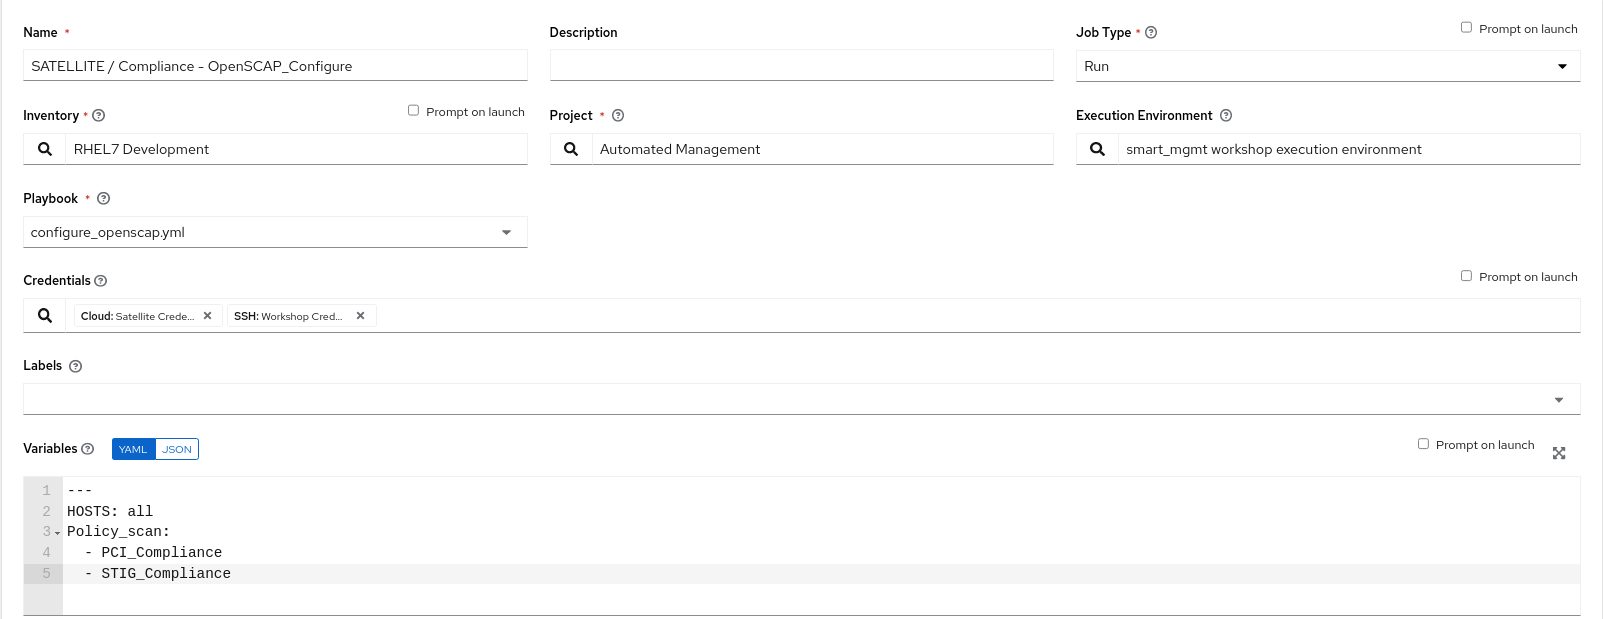 Name *
Description
Job Type * Prompt on launch
SATELLITE / Compliance - OpenSCAP_Configure
Run
Inventory * Prompt on launch
Project *
Execution Environment
RHEL7 Development
Automated Management
smart_mgmt workshop execution environment
Playbook *
configure_openscap.yml
Credentials Prompt on launch
Cloud: Satellite Crede... SSH: Workshop Cred...
Labels
Variables YAML JSON Prompt on launch
1 ---
2 HOSTS: all
3 Policy_scan:
4 - PCI_Compliance
5 - STIG_Compliance